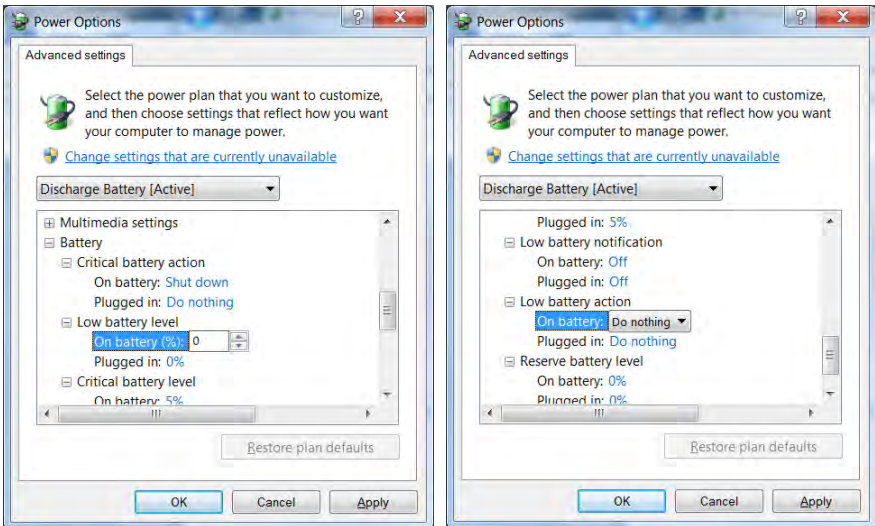 Power Options
Advanced settings
Select the power plan that you want to customize,
and then choose settings that reflect how you want
your computer to manage power.
Change settings that are currently unavailable
Discharge Battery [Active]
Multimedia settings
Battery
Critical battery action
On battery: Shut down
Plugged in: Do nothing
Low battery level
On battery (%): 0
Plugged in: 0%
Critical battery level
On battery: 5%
Restore plan defaults
OK Cancel Apply
Power Options
Advanced settings
Select the power plan that you want to customize,
and then choose settings that reflect how you want
your computer to manage power.
Change settings that are currently unavailable
Discharge Battery [Active]
Plugged in: 5%
Low battery notification
On battery: Off
Plugged in: Off
Low battery action
On battery: Do nothing
Plugged in: Do nothing
Reserve battery level
On battery: 0%
Plugged in: 0%
Restore plan defaults
OK Cancel Apply